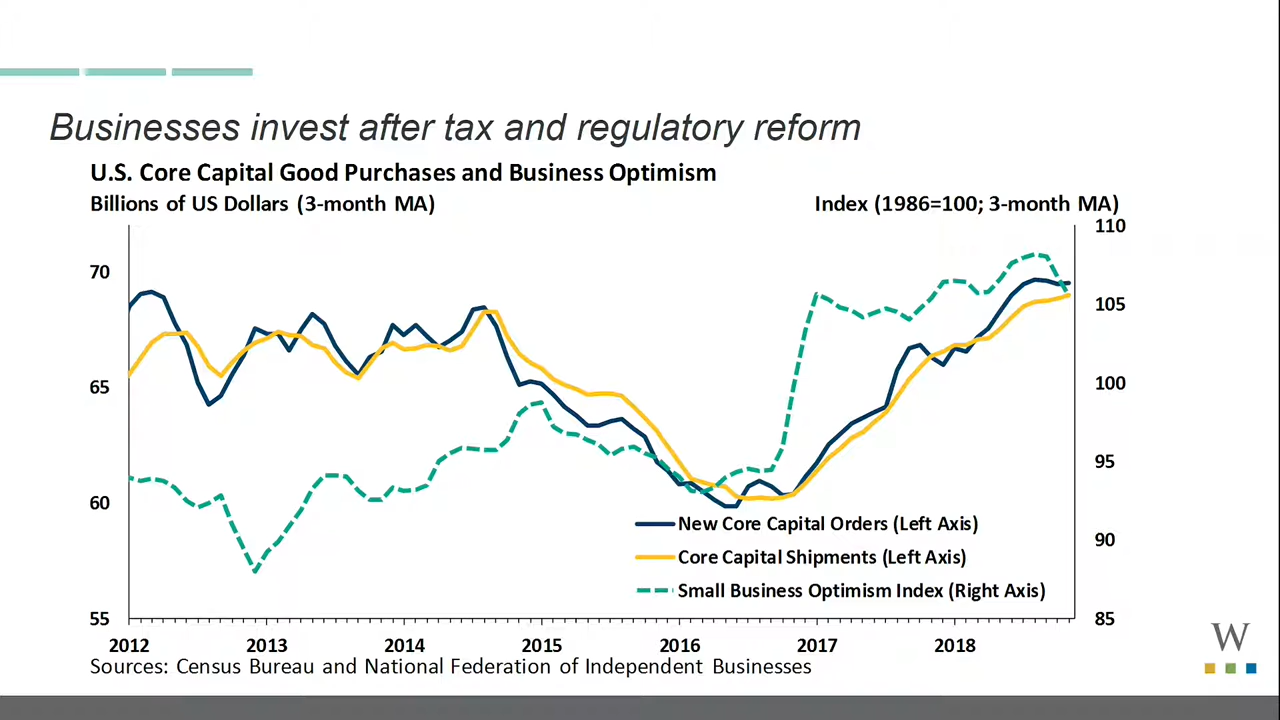 Businesses invest after tax and regulatory reform
U.S. Core Capital Good Purchases and Business Optimism
Billions of US Dollars (3-month MA)
Index (1986=100; 3-month MA)
110
70
105
65
100
95
60
New Core Capital Orders (Left Axis)
90
Core Capital Shipments (Left Axis)
Small Business Optimism Index (Right Axis)
55
85
2012 2013 2014 2015 2016 2017 2018
W
Sources: Census Bureau and National Federation of Independent Businesses